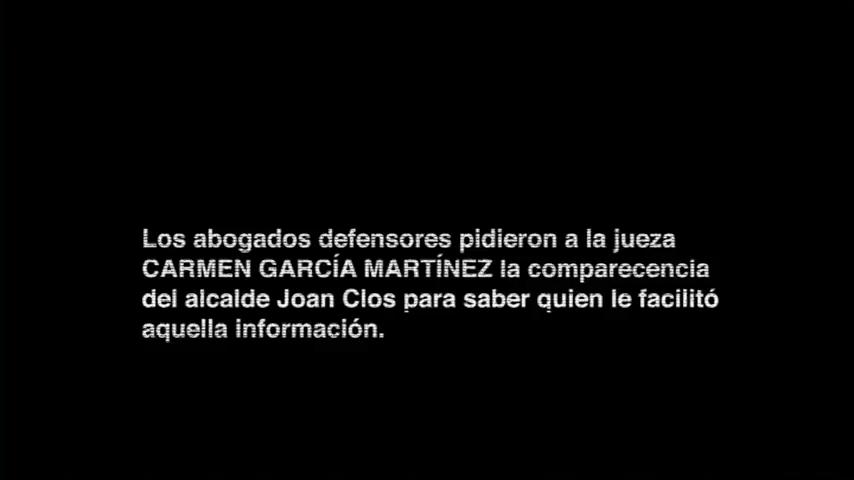 Los abogados defensores pidieron a la jueza
CARMEN GARCÍA MARTÍNEZ la comparecencia
del alcalde Joan Clos para saber quien le facilitó
aquella información.